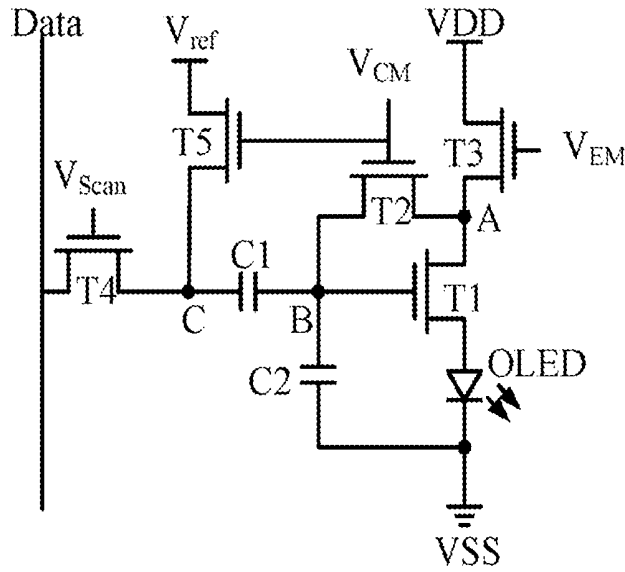 Data
Vref
VCM
VDD
T5
T3
VEM
VScan
T2
A
T4
C1
T1
C
B
C2
OLED
VSS